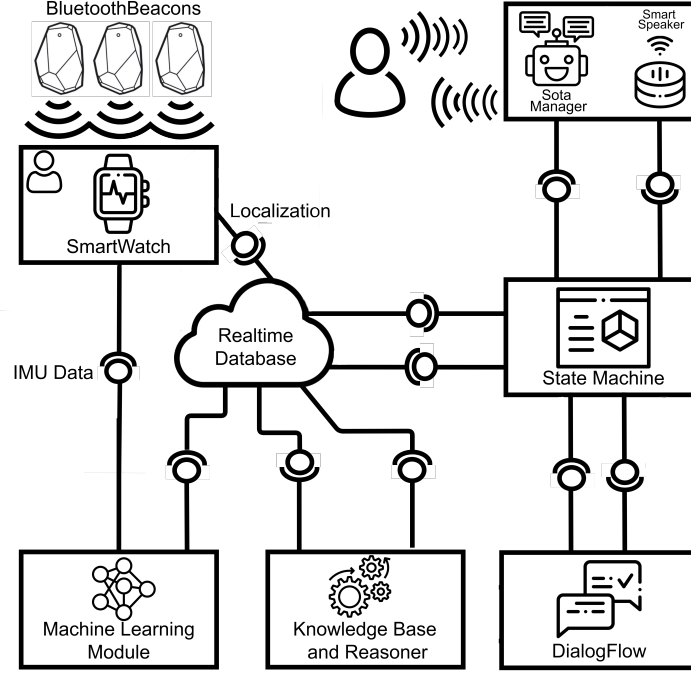 BluetoothBeacons
Smart
Speaker
Sota
Manager
SmartWatch
Localization
Realtime
Database
IMU Data
State Machine
Machine Learning
Module
Knowledge Base
and Reasoner
DialogFlow